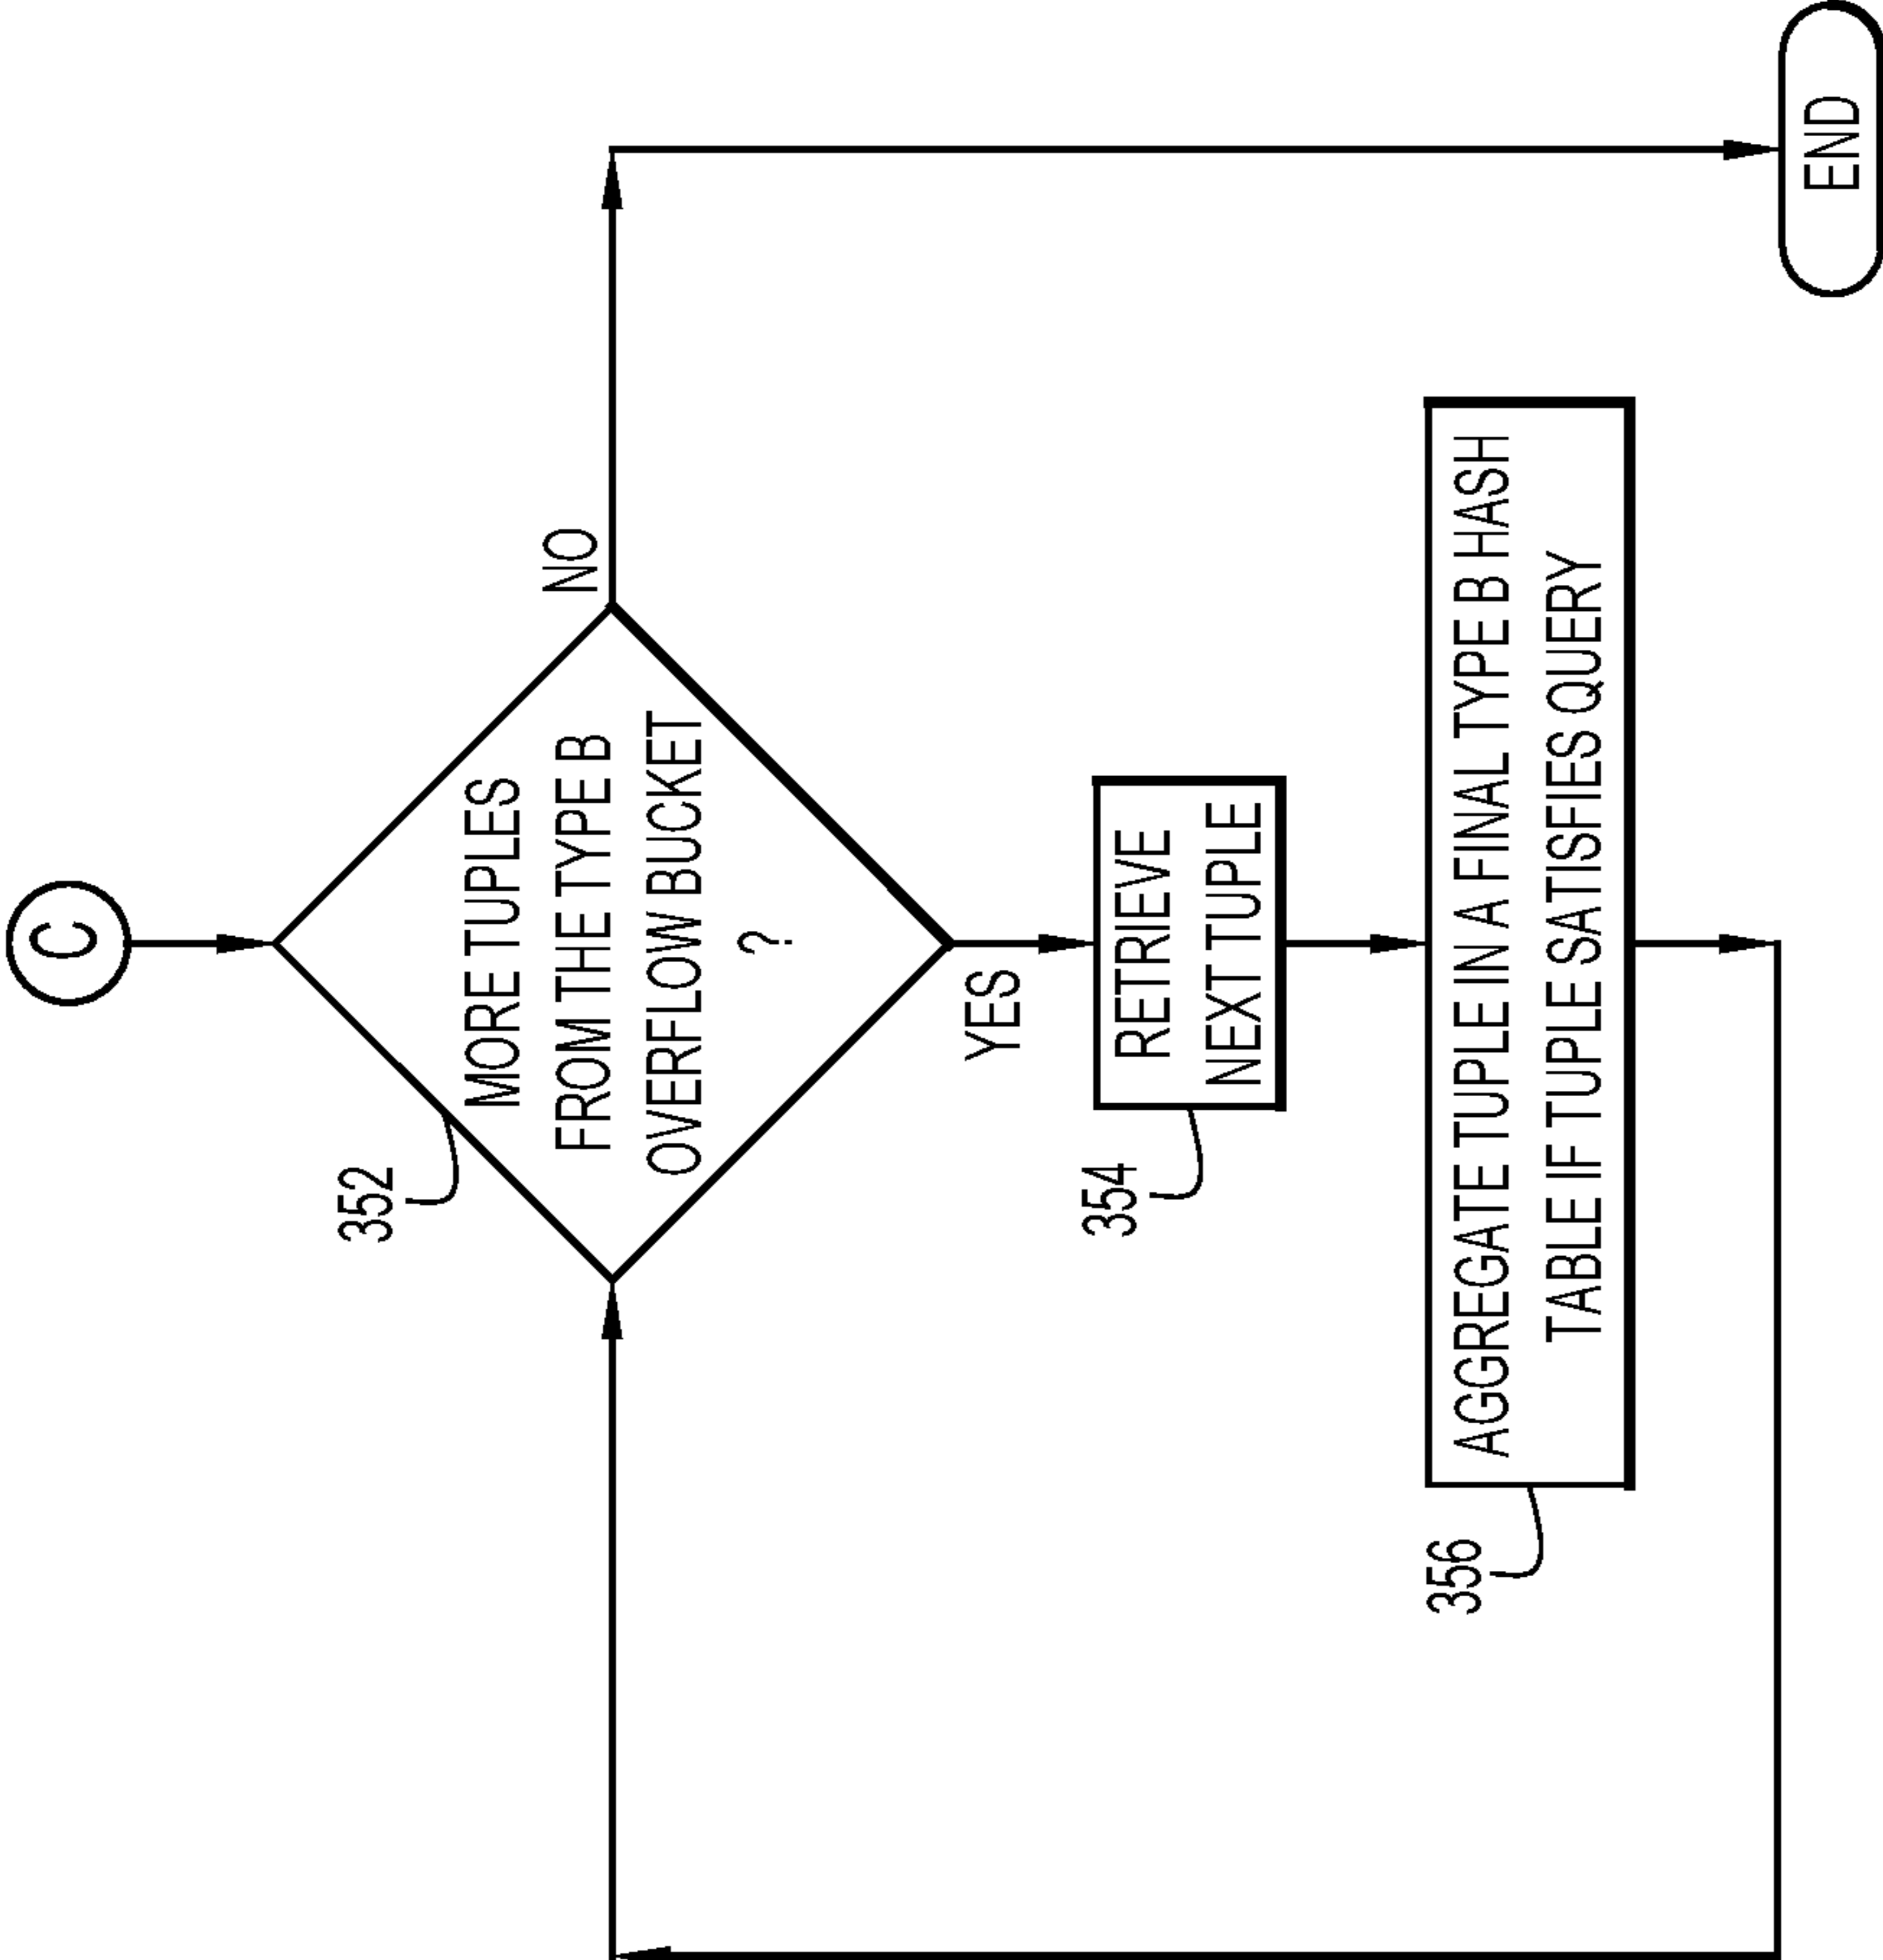 C
352
MORE TUPLES
FROM THE TYPE B
OVERFLOW BUCKET
?
NO
YES
354
RETRIEVE
NEXT TUPLE
356
AGGREGATE TUPLE IN A FINAL TYPE B HASH
TABLE IF TUPLE SATISFIES QUERY
END